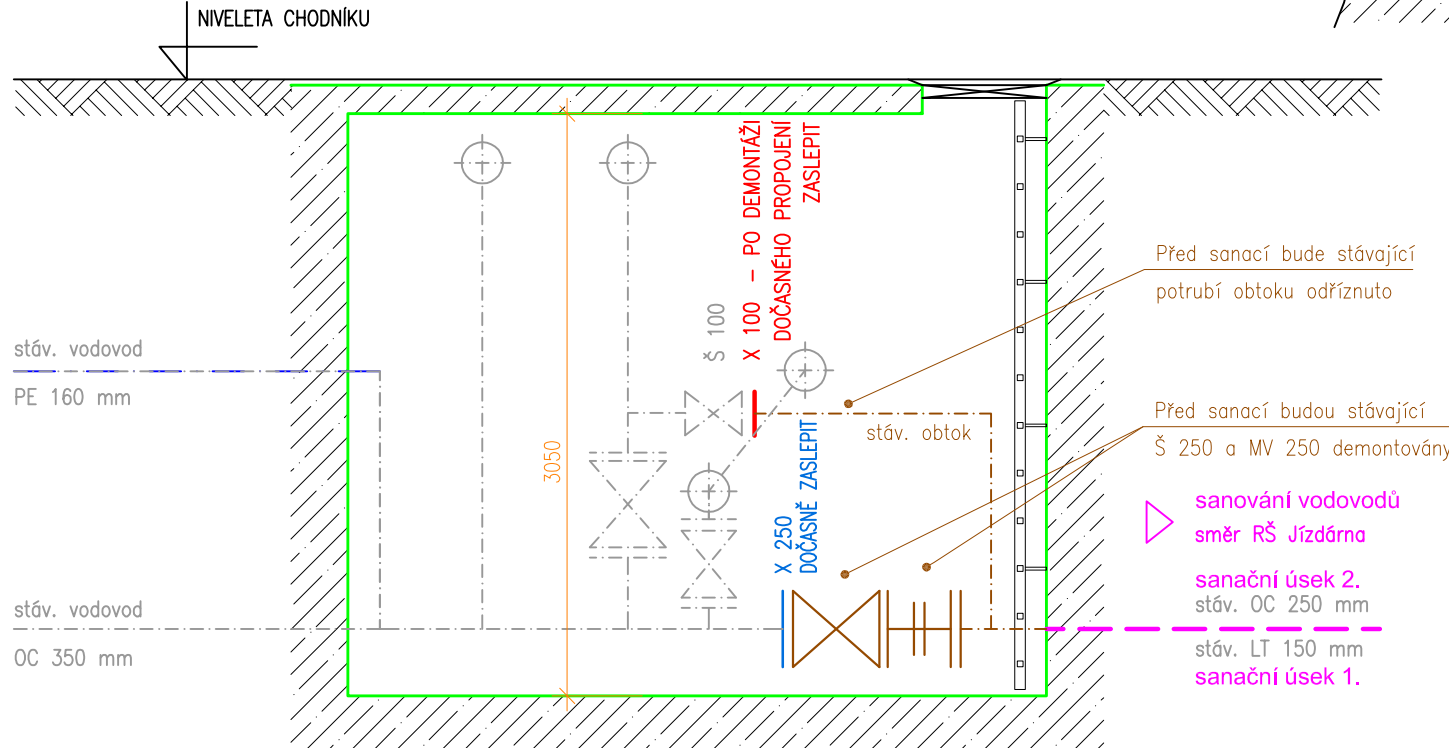 NIVELETA CHODNÍKU
X 100 - PO DEMONTÁŽI
DOČASNÉHO PROPOJENÍ
ZASLEPIT
Š 100
Před sanací bude stávající
potrubí obtoku odříznuto
stáv. vodovod
PE 160 mm
stáv. obtok
Před sanací budou stávající
Š 250 a MV 250 demontovány
3050
X 250
DOČASNĚ ZASLEPIT
sanování vodovodů
směr RŠ Jízdárna
sanační úsek 2.
stáv. OC 250 mm
stáv. vodovod
OC 350 mm
stáv. LT 150 mm
sanační úsek 1.